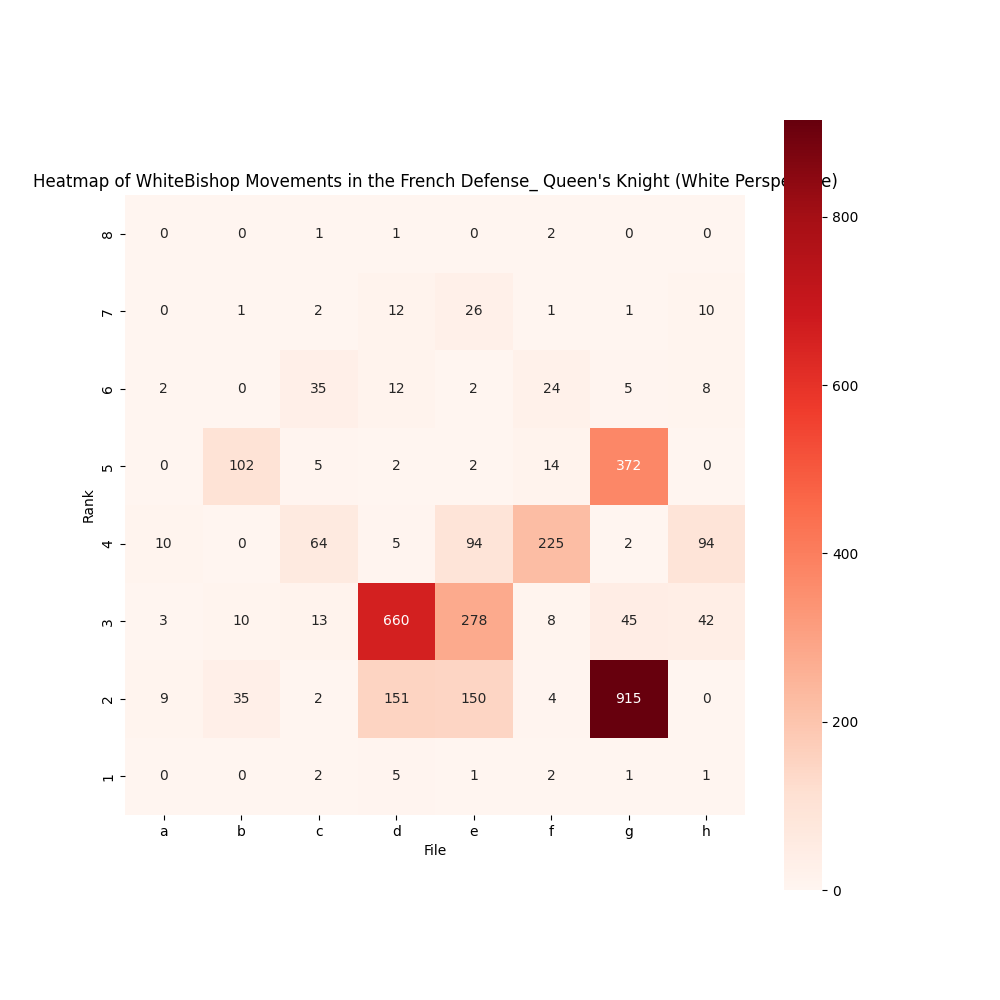 Heatmap of WhiteBishop Movements in the French Defense_ Queen's Knight (White Perspe e)
8 0 0 1 1 0 2 0 0
7 0 1 2 12 26 1 1 10
6 2 0 35 12 2 24 5 8
5 0 102 5 2 2 14 372 0
4 10 0 64 5 94 225 2 94
3 3 10 13 660 278 8 45 42
2 9 35 2 151 150 4 915 0
1 0 0 2 5 1 2 1 1
a b c d e f g h
File
Rank
800
600
400
200
0